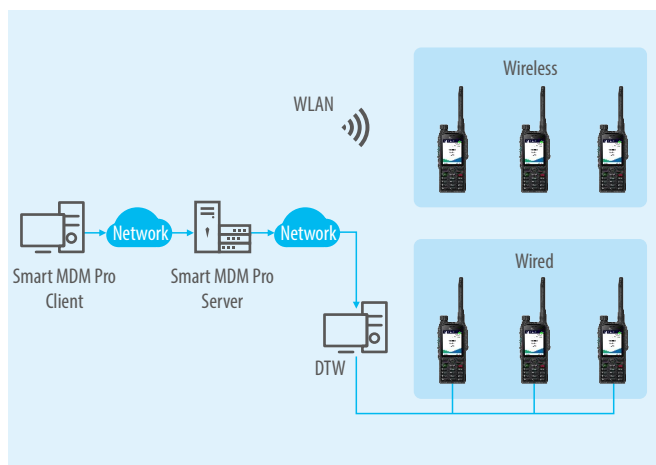 Wireless
WLAN
Network
Network
Smart MDM Pro
Client
Smart MDM Pro
Server
Wired
DTW